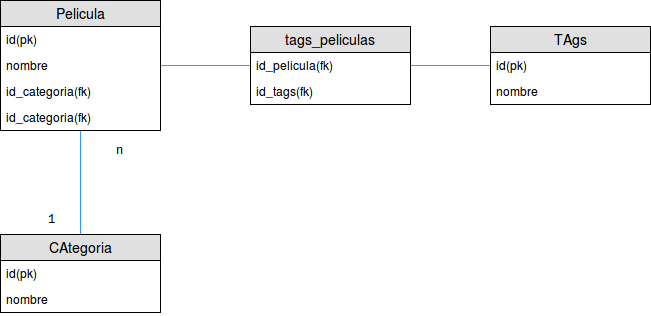 Pelicula
id(pk)
nombre
id_categoria(fk)
id_categoria(fk)
tags_peliculas
id_pelicula(fk)
id_tags(fk)
TAgs
id(pk)
nombre
n
1
CAtegoria
id(pk)
nombre